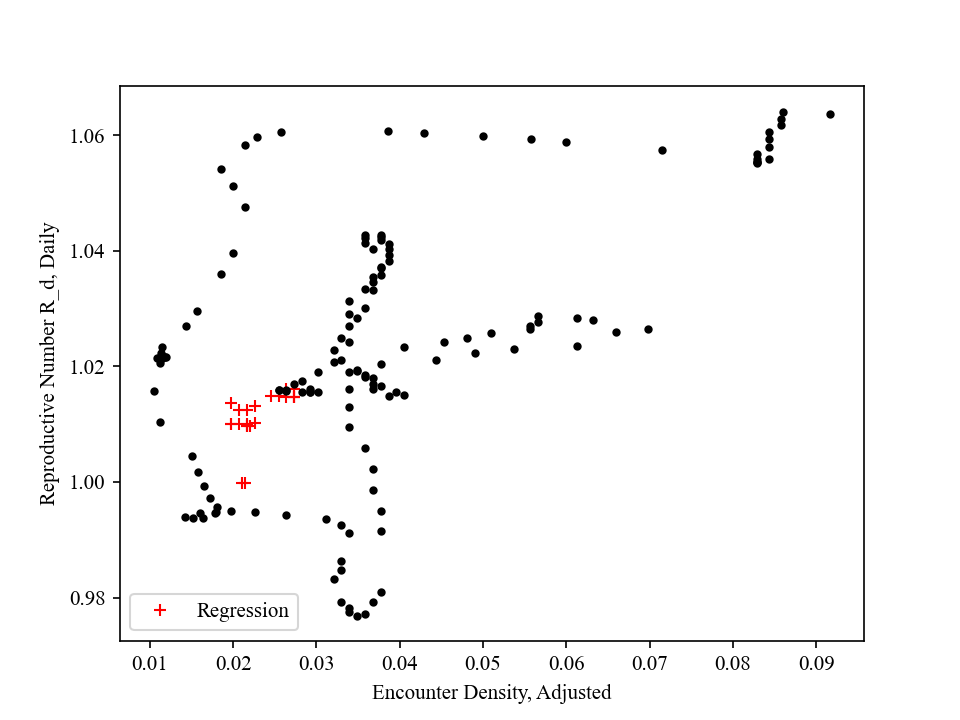 1.06
1.04
1.02
1.00
0.98
Reproductive Number R_d, Daily
Regression
0.01 0.02 0.03 0.04 0.05 0.06 0.07 0.08 0.09
Encounter Density, Adjusted